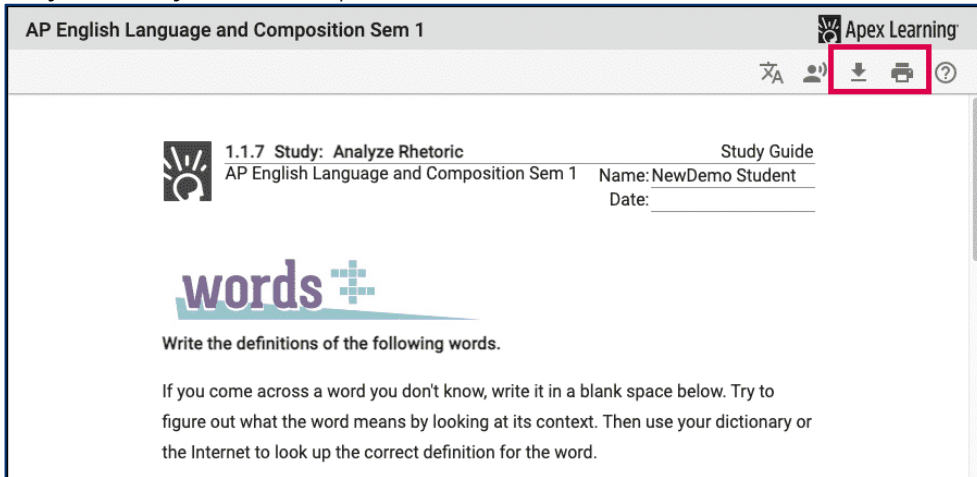 AP English Language and Composition Sem 1
Apex Learning
1.1.7 Study: Analyze Rhetoric
Study Guide
AP English Language and Composition Sem 1
Name: NewDemo Student
Date:
words
Write the definitions of the following words.
If you come across a word you don't know, write it in a blank space below. Try to
figure out what the word means by looking at its context. Then use your dictionary or
the Internet to look up the correct definition for the word.